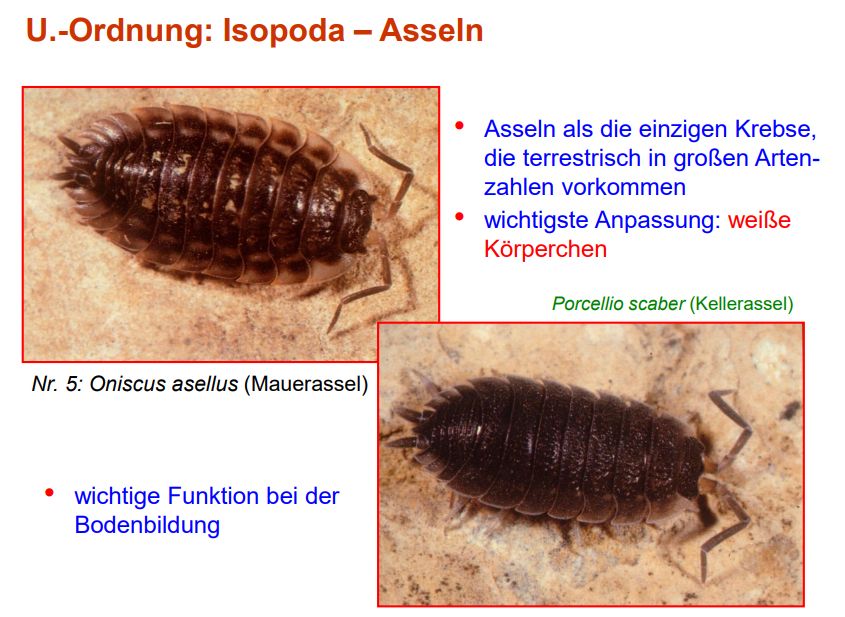 U.-Ordnung: Isopoda – Asseln
• Asseln als die einzigen Krebse,
die terrestrisch in großen Arten-
zahlen vorkommen
• wichtigste Anpassung: weiße
Körperchen
Porcellio scaber (Kellerassel)
Nr. 5: Oniscus asellus (Mauerassel)
• wichtige Funktion bei der
Bodenbildung